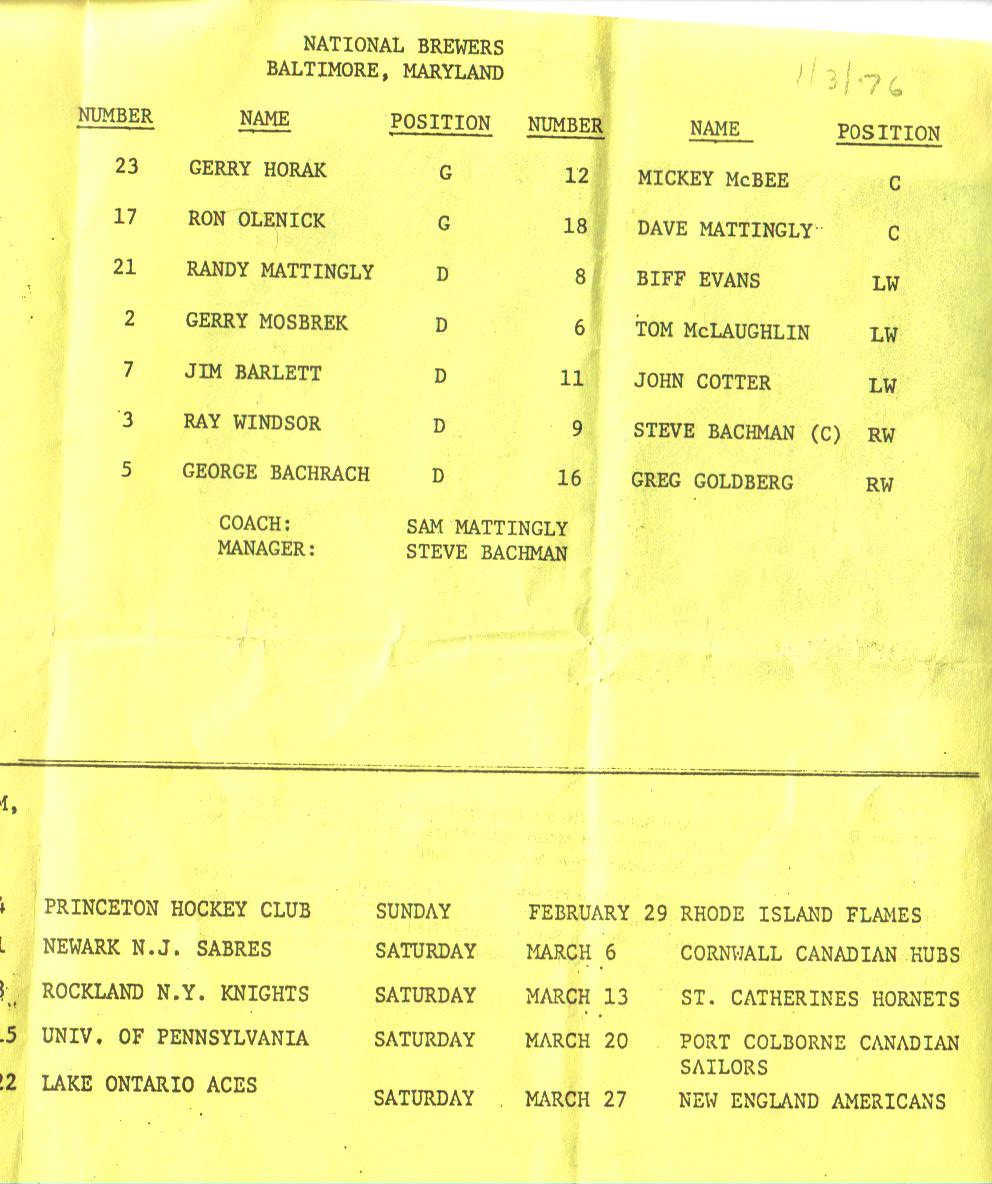 NATIONAL BREWERS
BALTIMORE, MARYLAND
1/3/76
NUMBER NAME POSITION NUMBER NAME POSITION
23 GERRY HORAK G 12 MICKEY McBEE C
17 RON OLENICK G 18 DAVE MATTINGLY C
21 RANDY MATTINGLY D 8 BIFF EVANS LW
2 GERRY MOSBREK D 6 TOM McLAUGHLIN LW
7 JIM BARLETT D 11 JOHN COTTER LW
3 RAY WINDSOR D 9 STEVE BACHMAN (C) RW
5 GEORGE BACHRACH D 16 GREG GOLDBERG RW
COACH: SAM MATTINGLY
MANAGER: STEVE BACHMAN
M,
4 PRINCETON HOCKEY CLUB SUNDAY FEBRUARY 29 RHODE ISLAND FLAMES
1 NEWARK N.J. SABRES SATURDAY MARCH 6 CORNWALL CANADIAN HUBS
8 ROCKLAND N.Y. KNIGHTS SATURDAY MARCH 13 ST. CATHERINES HORNETS
15 UNIV. OF PENNSYLVANIA SATURDAY MARCH 20 PORT COLBORNE CANADIAN
SAILORS
22 LAKE ONTARIO ACES
SATURDAY MARCH 27 NEW ENGLAND AMERICANS